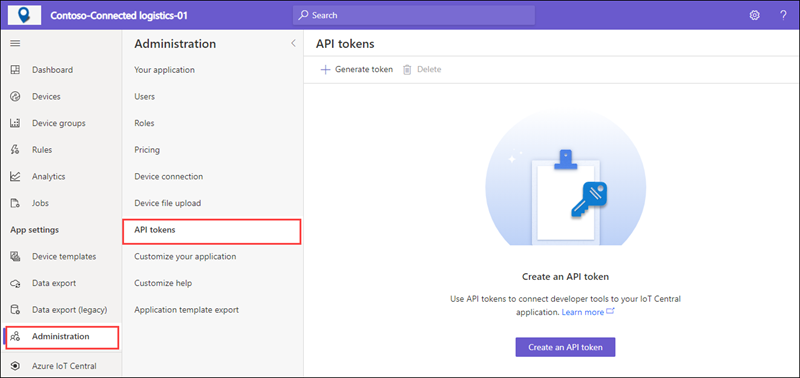 Contoso-Connected logistics-01
Search
?
Dashboard
Devices
Device groups
Rules
Analytics
Jobs
App settings
Device templates
Data export
Data export (legacy)
Administration
Azure IoT Central
Administration
Your application
Users
Roles
Pricing
Device connection
Device file upload
API tokens
Customize your application
Customize help
Application template export
API tokens
Generate token
Delete
Create an API token
Use API tokens to connect developer tools to your IoT Central
application. Learn more
Create an API token